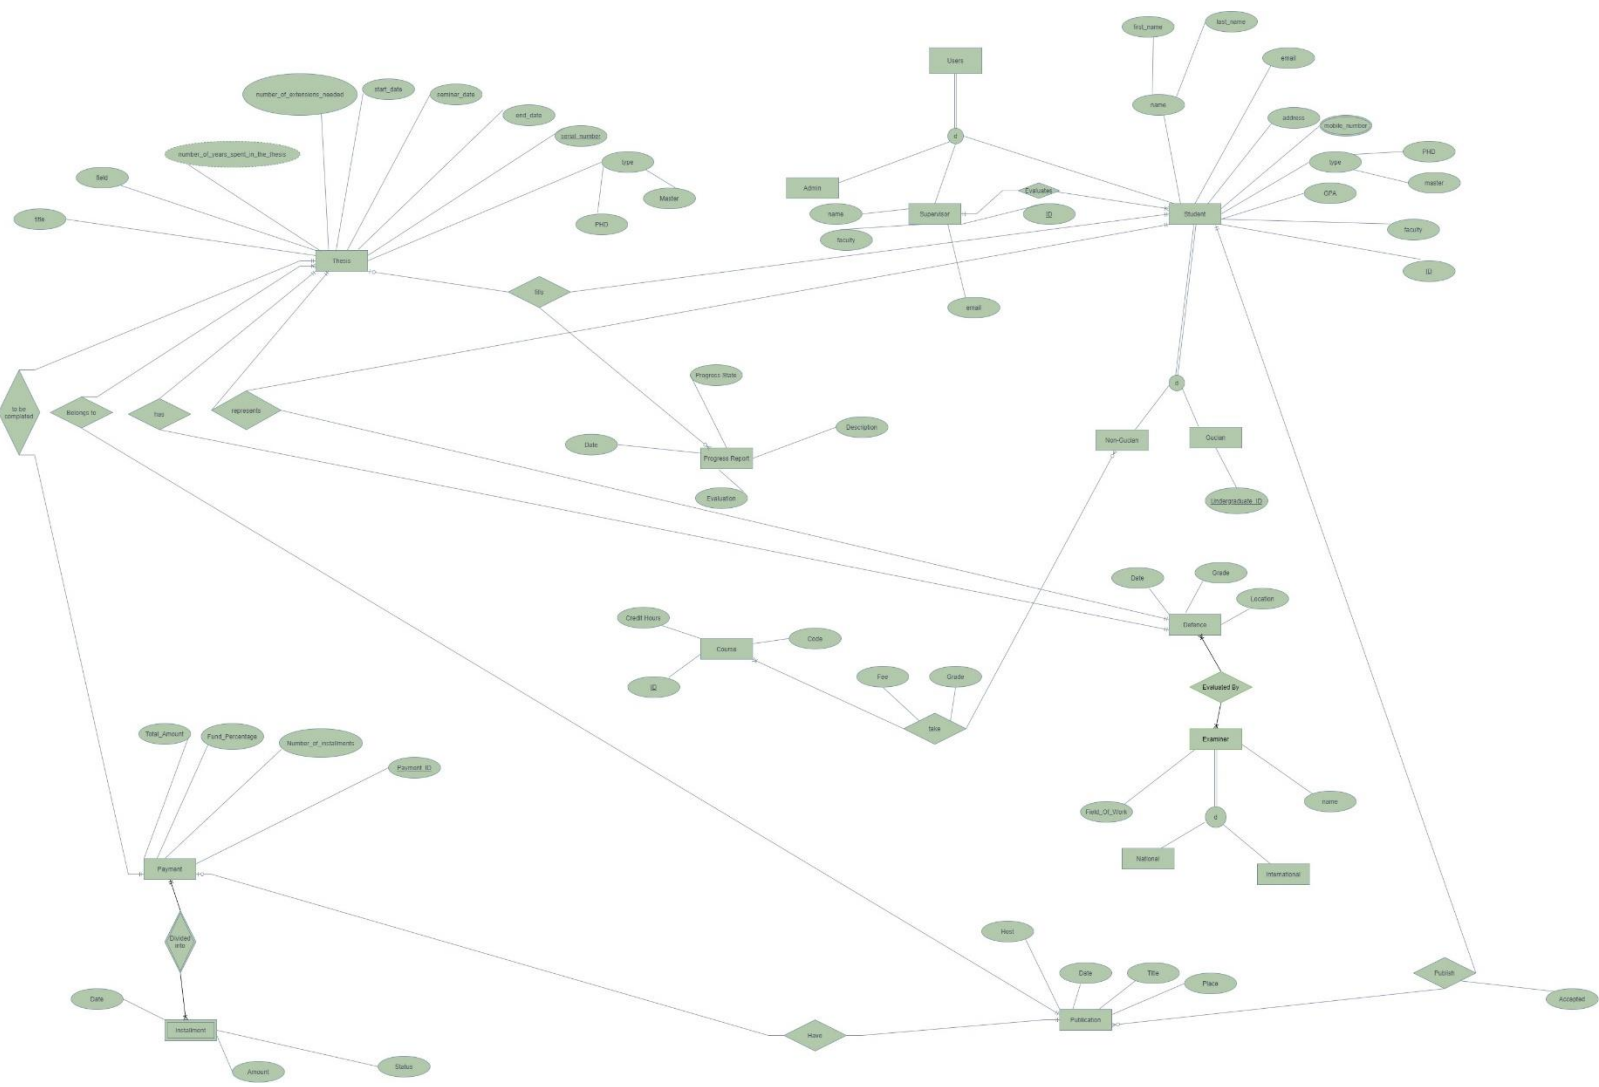 first_name
last_name
Users
email
number_of_extensions_needed
start_date
seminar_date
name
end_date
address
mobile_number
serial_number
d
number_of_years_spent_in_the_thesis
type
PHD
type
PHD
field
Master
Admin
Evaluates
master
GPA
title
PHD
name
Supervisor
ID
Student
faculty
faculty
Thesis
ID
fills
email
Progress State
d
to be
completed
Belongs to
has
represents
Description
Date
Progress Report
Non-Gucian
Gucian
Evaluation
Undergraduate_ID
Date
Grade
Location
Credit Hours
Code
Course
Defence
ID
Fee
Grade
Evaluated By
take
Total_Amount
Fund_Percentage
Number_of_installments
Examiner
Payment_ID
Field_Of_Work
d
name
Payment
National
International
Divided
into
Host
Date
Title
Place
Publish
Accepted
Date
Installment
Publication
Have
Amount
Status